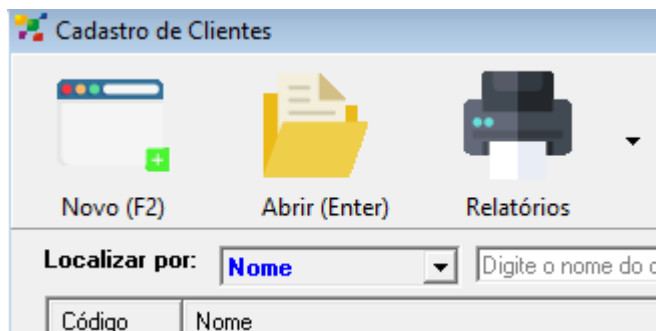 Cadastro de Clientes
Novo (F2) Abrir (Enter) Relatórios
Localizar por: Nome Digite o nome do
Código Nome